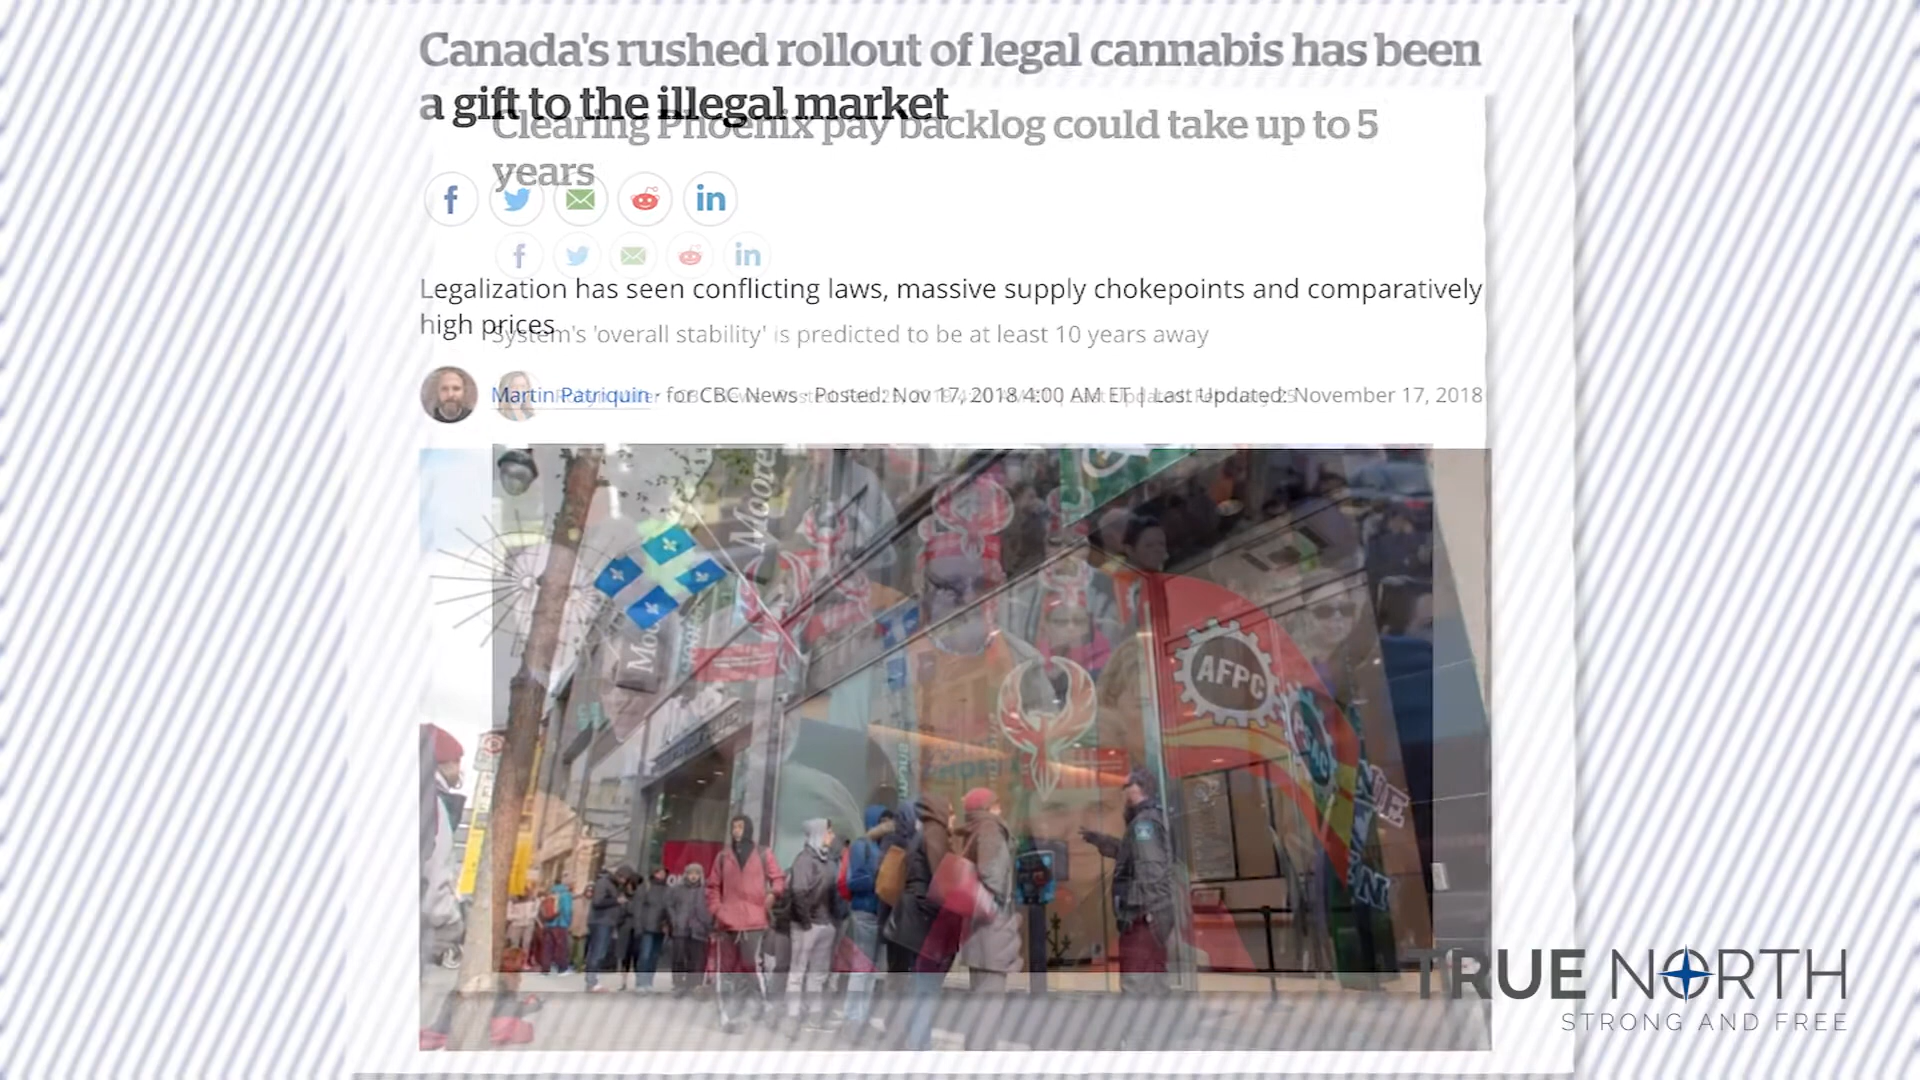 Canada's rushed rollout of legal cannabis has been
a gift to the illegal market
Clearing Phoenix pay backlog could take up to 5
years
Legalization has seen conflicting laws, massive supply chokepoints and comparatively
high prices
System's 'overall stability' is predicted to be at least 10 years away
Martin Patriquin · for CBC News · Posted: Nov 17, 2018 4:00 AM ET | Last Updated: November 17, 2018
Moores
AFPC
TRUE NORTH
STRONG AND FREE